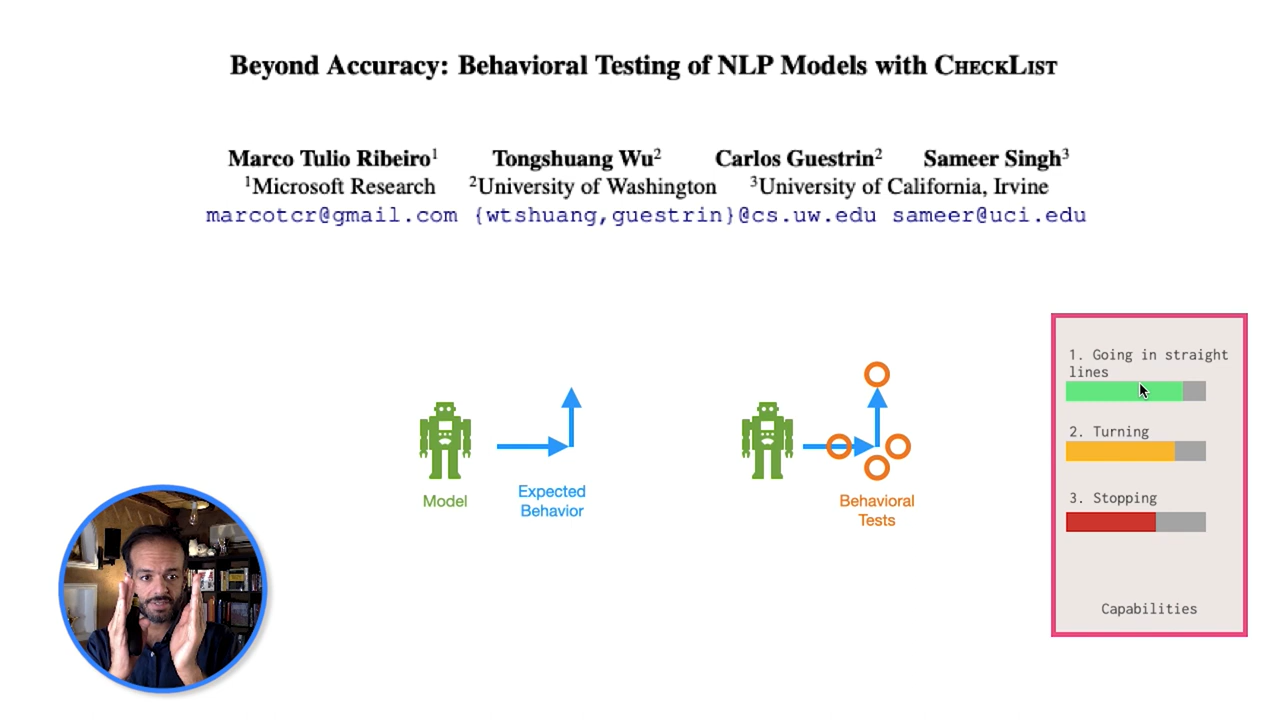 Beyond Accuracy: Behavioral Testing of NLP Models with CHECKLIST
Marco Tulio Ribeiro¹ Tongshuang Wu² Carlos Guestrin² Sameer Singh³
¹Microsoft Research ²University of Washington ³University of California, Irvine
marcotcr@gmail.com {wtshuang,guestrin}@cs.uw.edu sameer@uci.edu
Model
Expected
Behavior
Behavioral
Tests
1. Going in straight
lines
2. Turning
3. Stopping
Capabilities